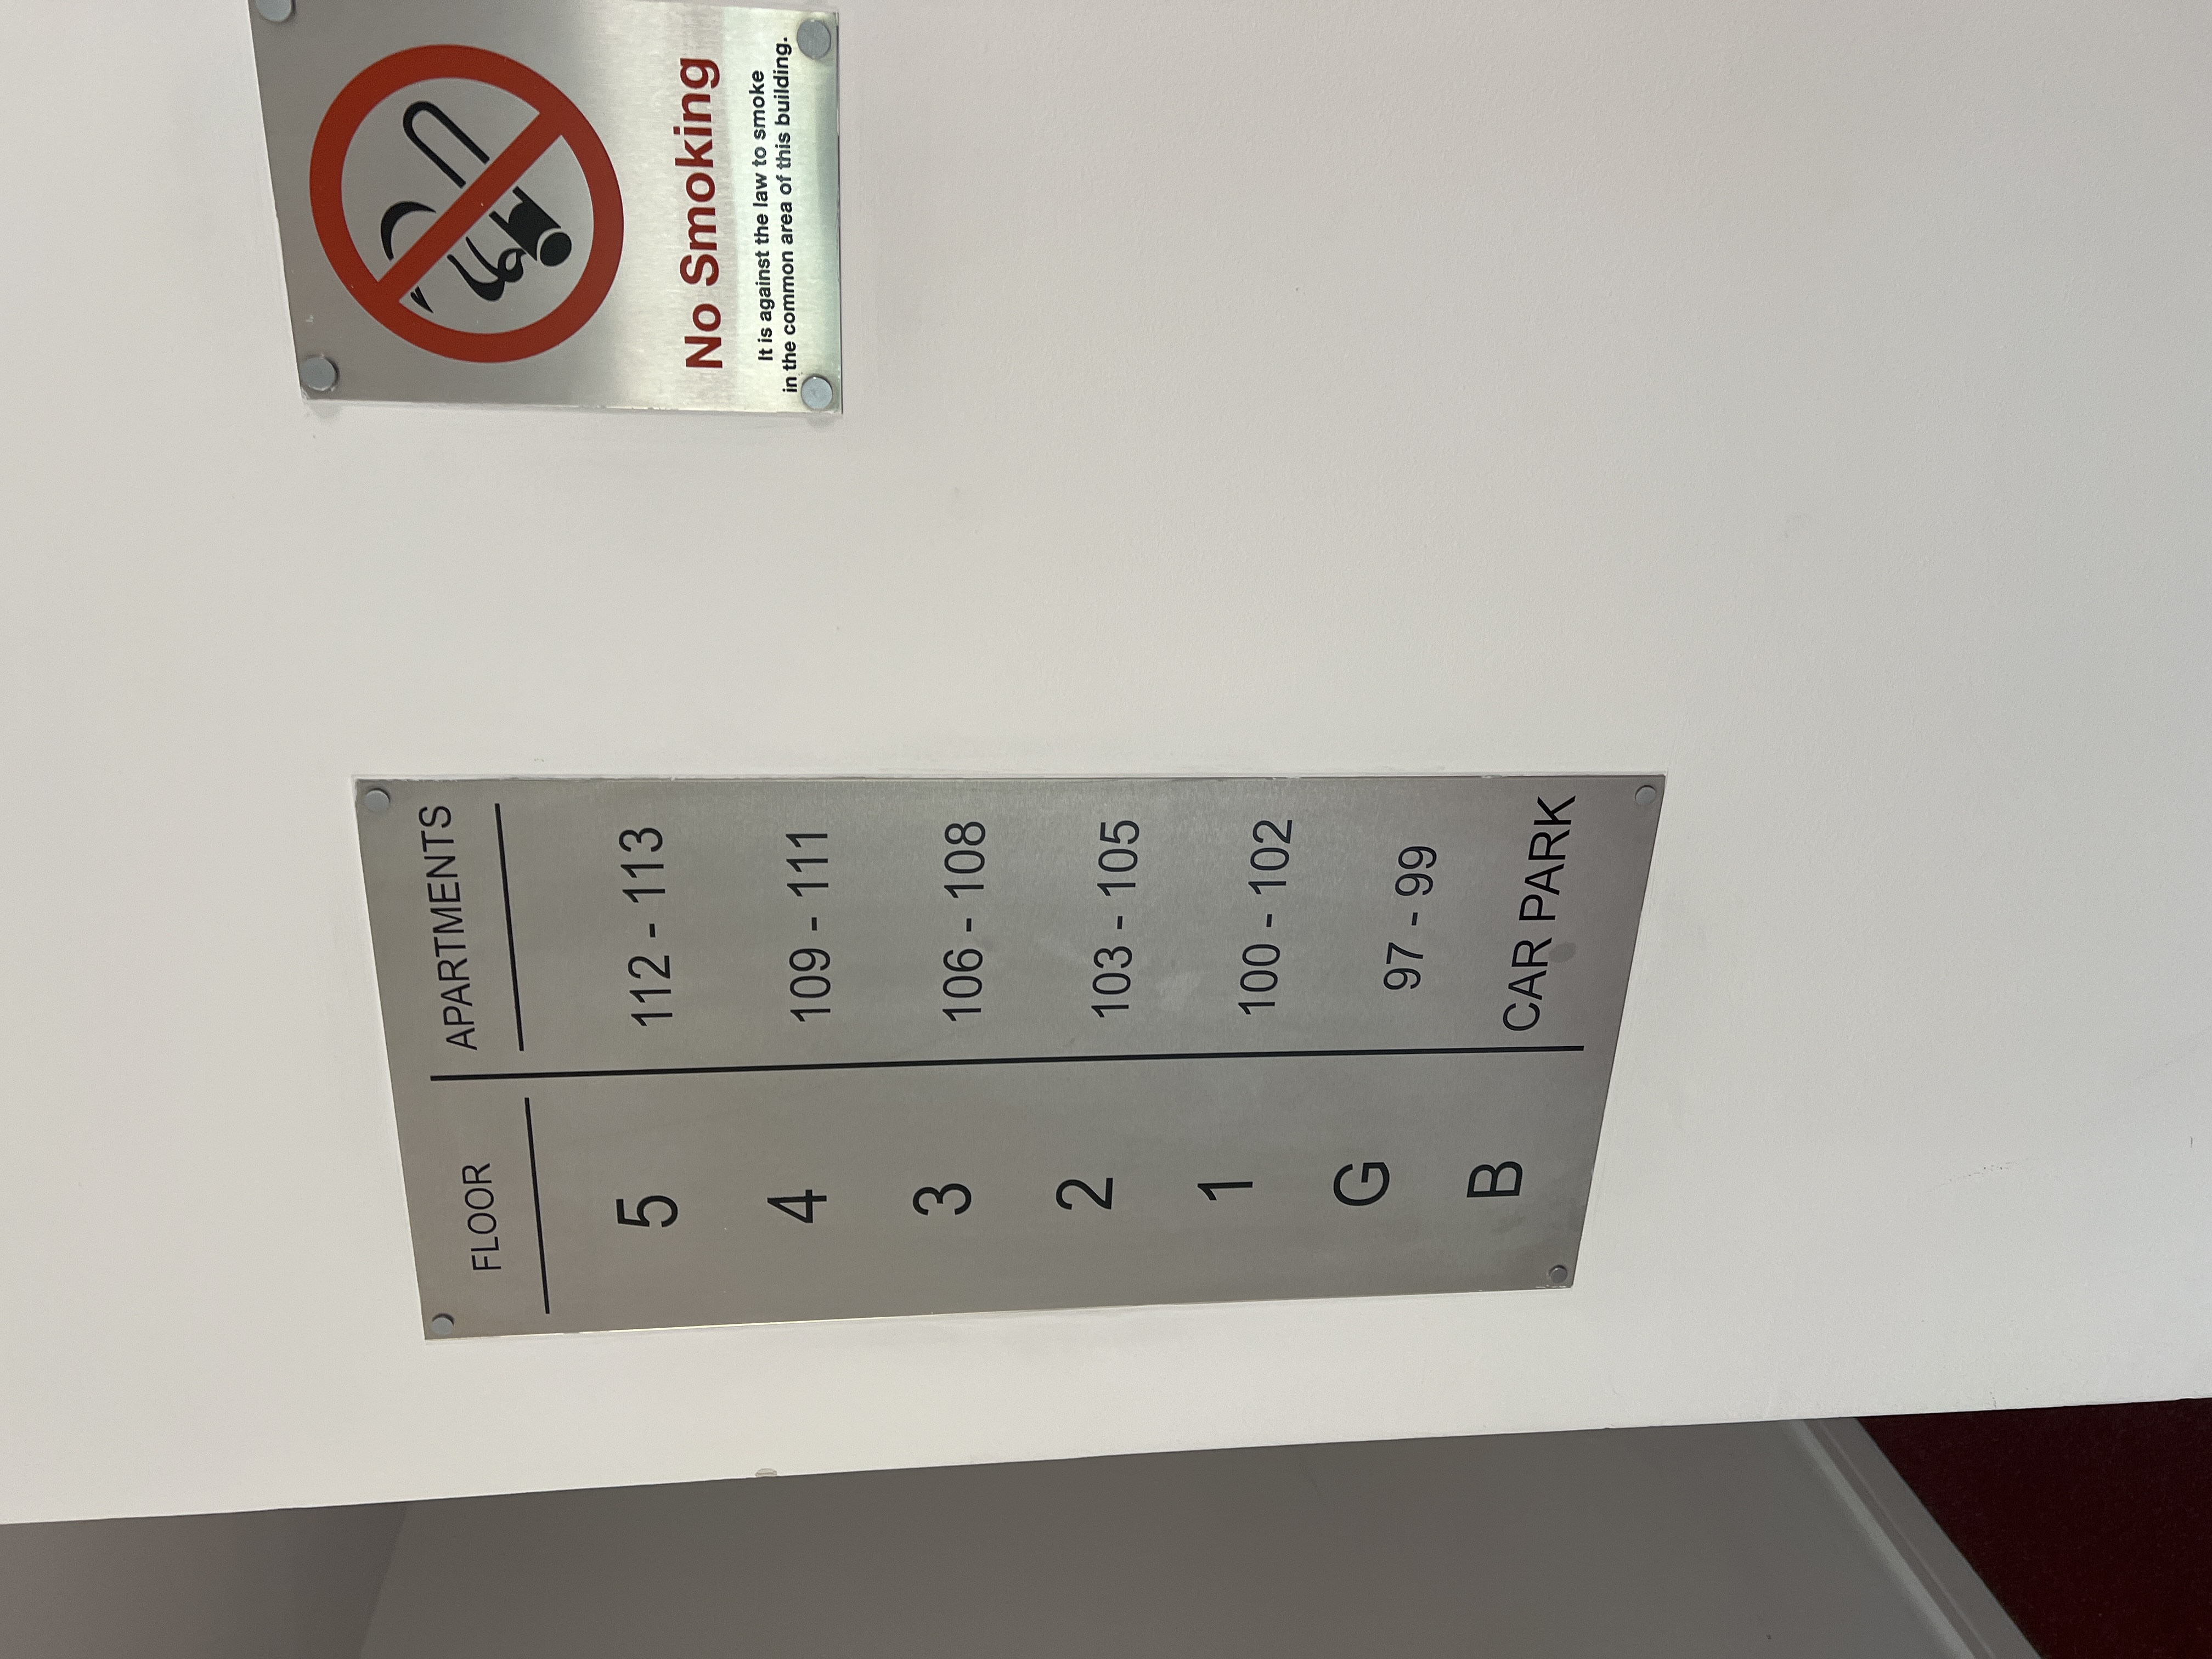 FLOOR APARTMENTS
5 112 - 113
4 109 - 111
3 106 - 108
2 103 - 105
1 100 - 102
G 97 - 99
B CAR PARK
No Smoking
It is against the law to smoke
in the common area of this building.